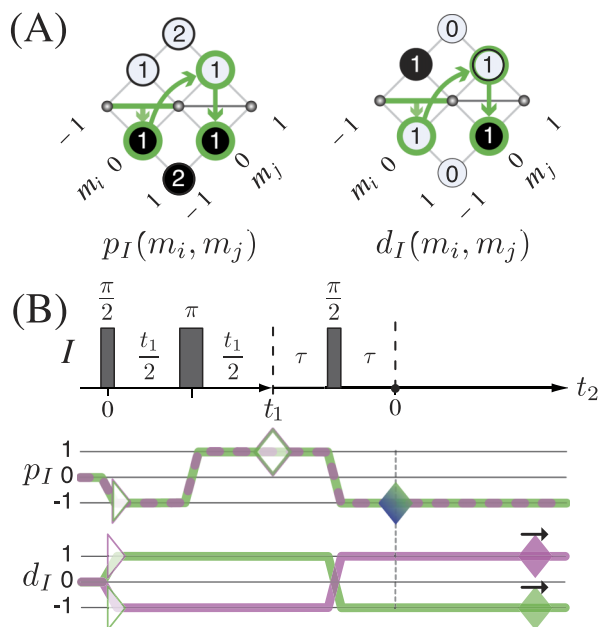 (A)
2 0
1 1 1 1
1 1 1 1
2 0
-1 0 1 -1 0 1 -1 0 1 -1 0 1
m_i m_j m_i m_j
p_I(m_i, m_j) d_I(m_i, m_j)
(B)
π/2 π π/2
I t_1/2 t_1/2 τ τ
0 t_1 0 t_2
1
p_I 0
-1
1
d_I 0
-1